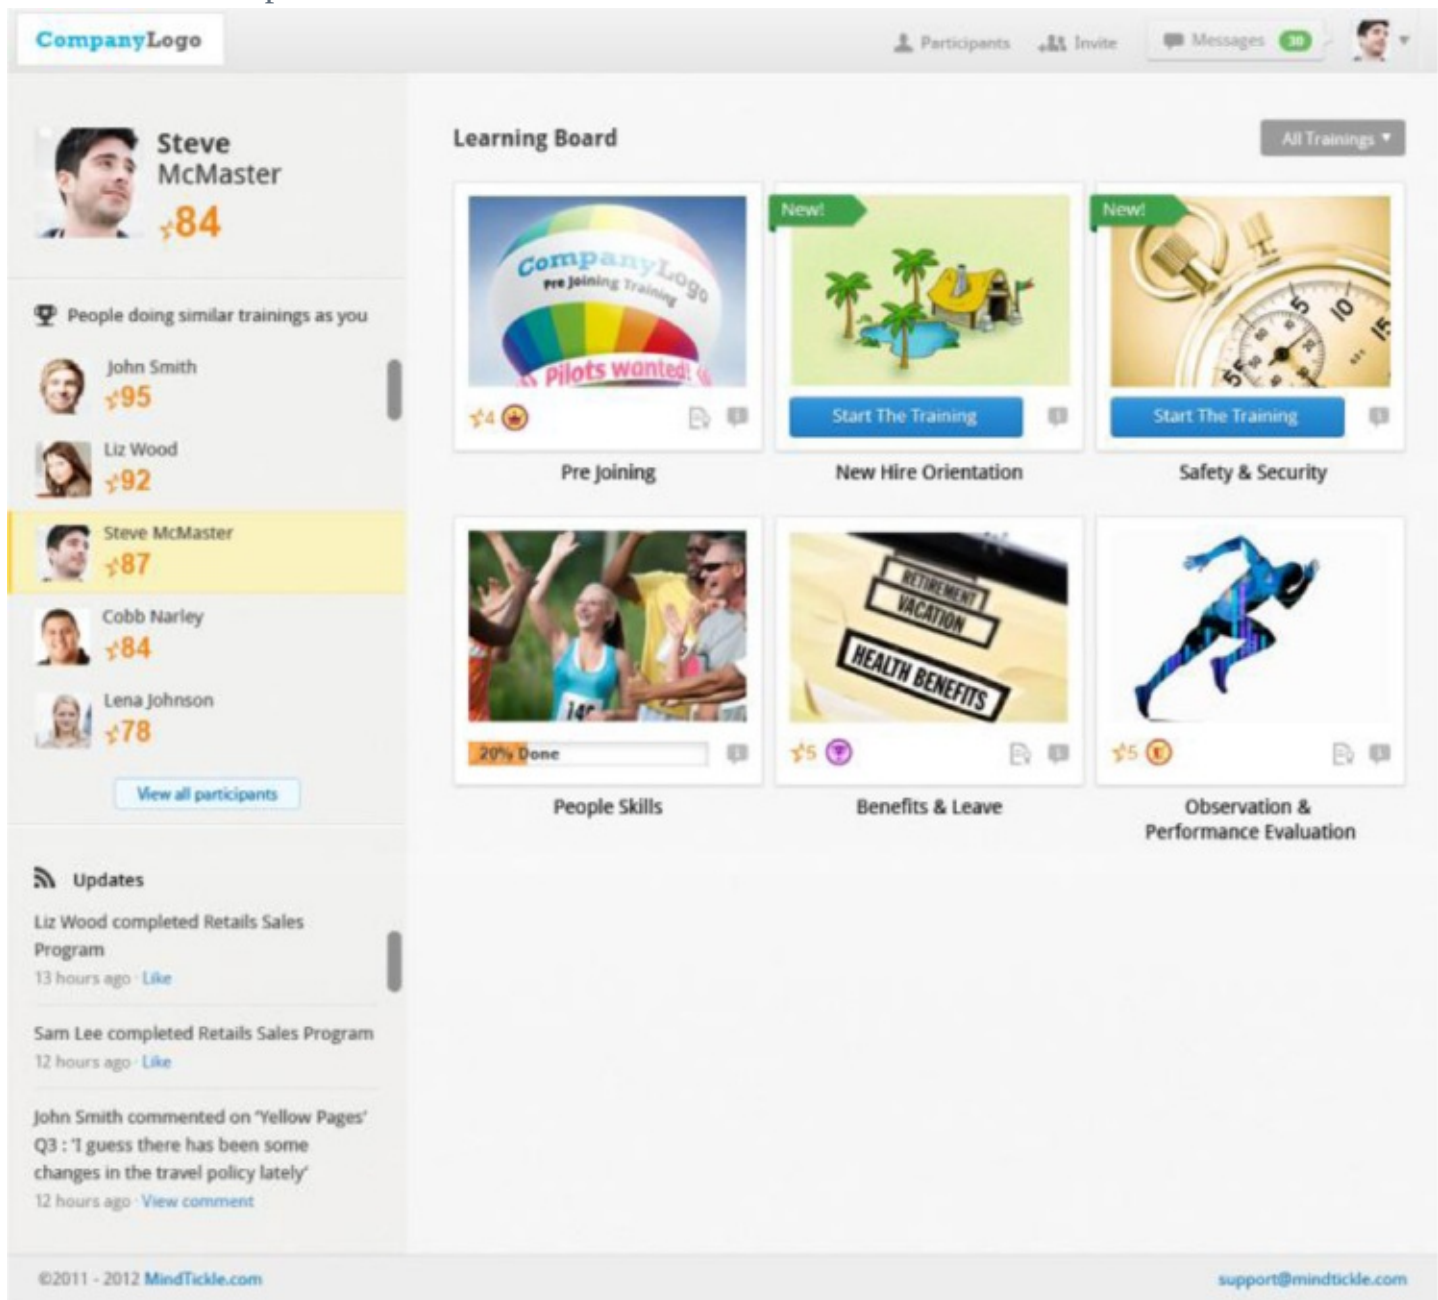 CompanyLogo
Participants
Invite
Messages 30
Steve
McMaster
84
People doing similar trainings as you
John Smith
95
Liz Wood
92
Steve McMaster
87
Cobb Narley
84
Lena Johnson
78
View all participants
Updates
Liz Wood completed Retails Sales
Program
13 hours ago · Like
Sam Lee completed Retails Sales Program
12 hours ago · Like
John Smith commented on ‘Yellow Pages’
Q3 : ‘I guess there has been some
changes in the travel policy lately’
12 hours ago · View comment
Learning Board
All Trainings
CompanyLogo
Pre Joining Training
Pilots wanted!
4
Pre Joining
New!
Start The Training
New Hire Orientation
New!
5
10
15
55
Start The Training
Safety & Security
20% Done
People Skills
RETIREMENT
VACATION
HEALTH BENEFITS
5
Benefits & Leave
5
Observation &
Performance Evaluation
©2011 - 2012 MindTickle.com
support@mindtickle.com